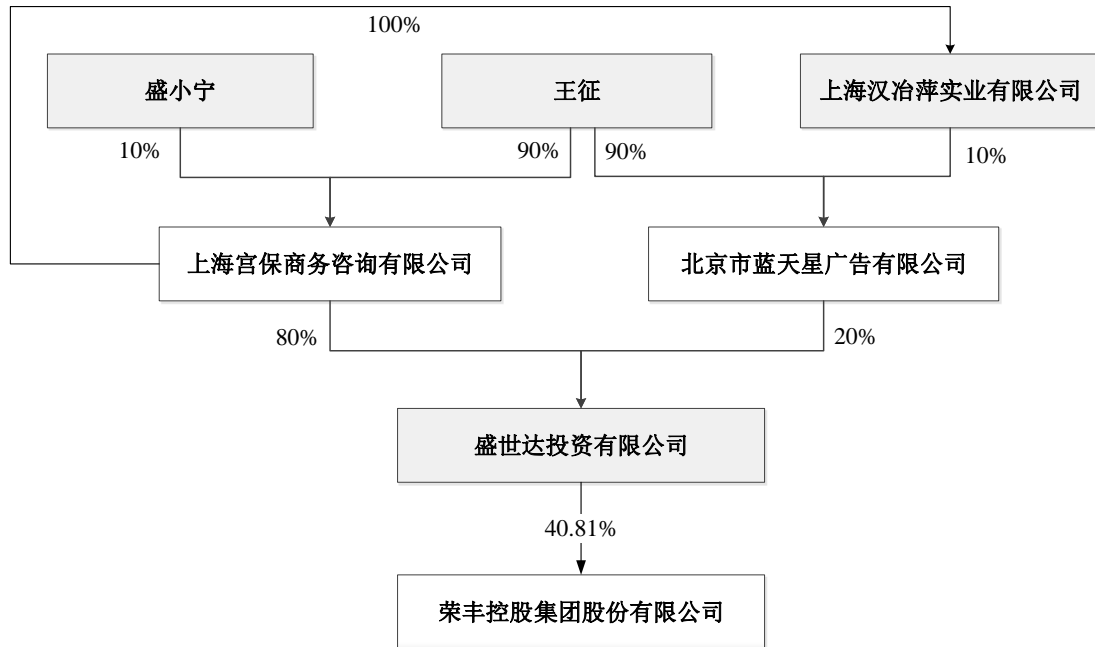 100%
盛小宁
王征
上海汉冶萍实业有限公司
10%
90%
90%
10%
上海宫保商务咨询有限公司
北京市蓝天星广告有限公司
80%
20%
盛世达投资有限公司
40.81%
荣丰控股集团股份有限公司